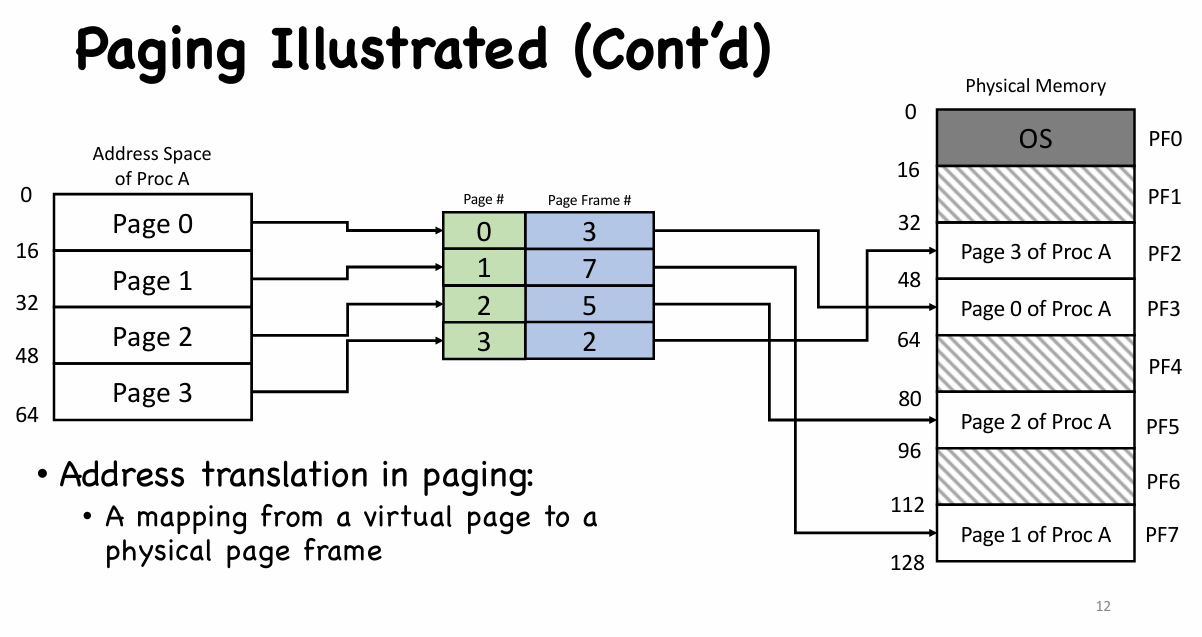 Paging Illustrated (Cont’d)
Address Space
of Proc A
0
Page 0
16
Page 1
32
Page 2
48
Page 3
64
Page # Page Frame #
0 3
1 7
2 5
3 2
Physical Memory
0
OS PF0
16
PF1
32
Page 3 of Proc A PF2
48
Page 0 of Proc A PF3
64
PF4
80
Page 2 of Proc A PF5
96
PF6
112
Page 1 of Proc A PF7
128
• Address translation in paging:
• A mapping from a virtual page to a
physical page frame
12